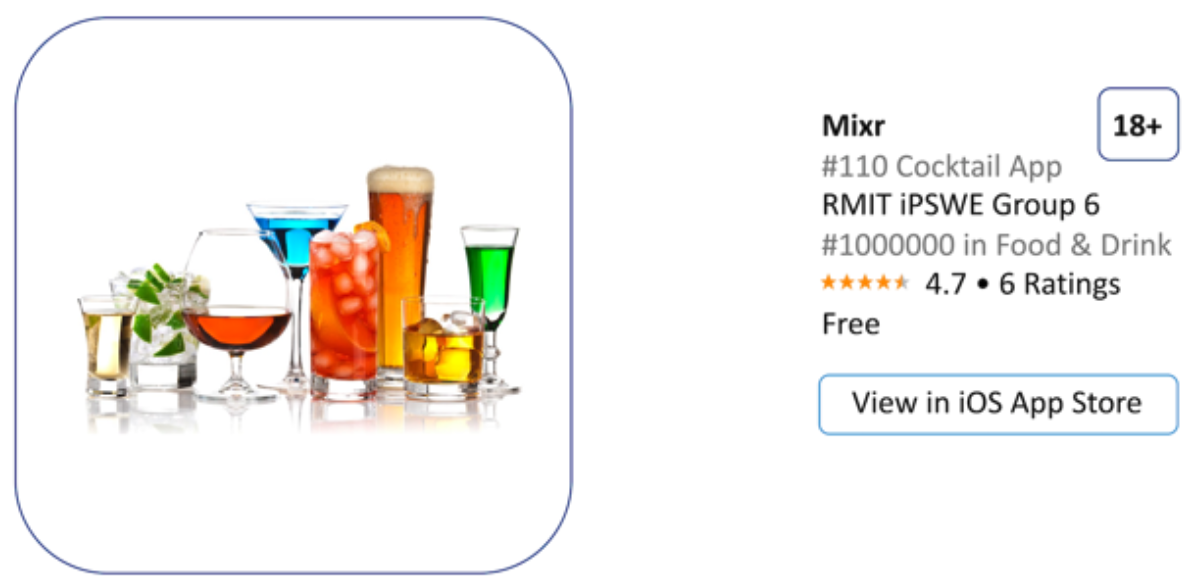 Mixr
18+
#110 Cocktail App
RMIT iPSWE Group 6
#1000000 in Food & Drink
4.7 • 6 Ratings
Free
View in iOS App Store